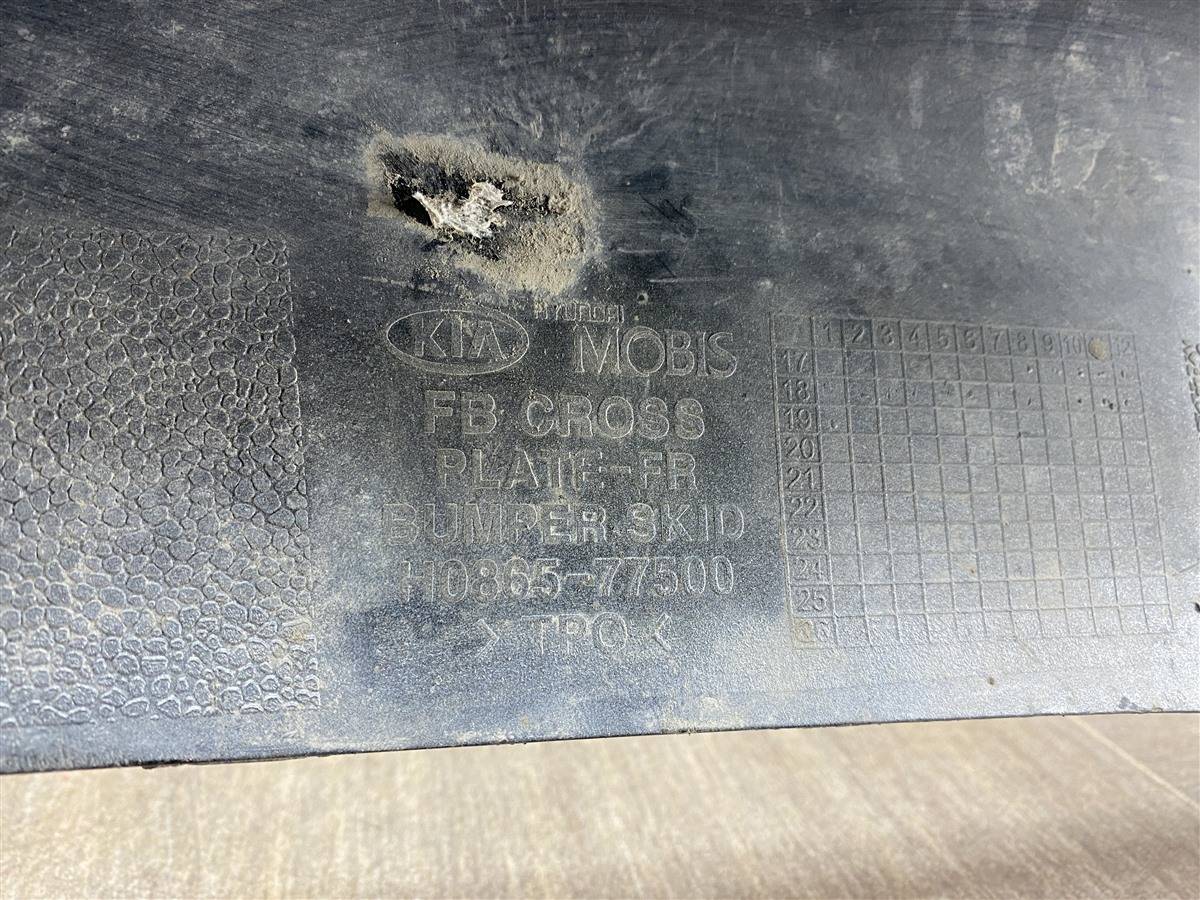 HYUNDAI
KIA MOBIS
FB CROSS
PLATE-FR
BUMPER SKID
H0865-77500
>TPO<
1 2 3 4 5 6 7 8 9 10 12
17
18
19
20
21
22
23
24
25